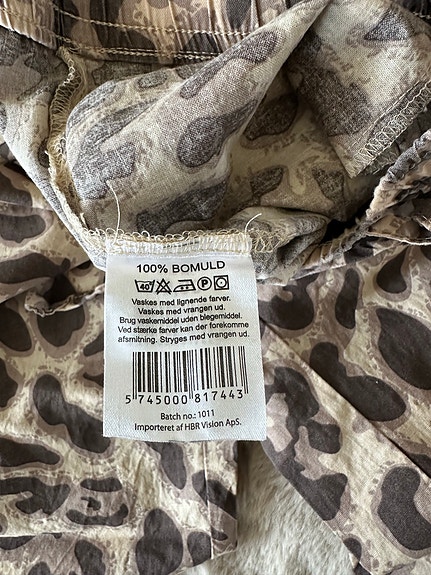 100% BOMULD
40 P
Vaskes med lignende farver.
Vaskes med vrangen ud.
Brug vaskemiddel uden blegemiddel.
Ved stærke farver kan der forekomme
afsmitning. Stryges med vrangen ud.
5 745000 817443
Batch no.: 1011
Importeret af HBR Vision ApS.